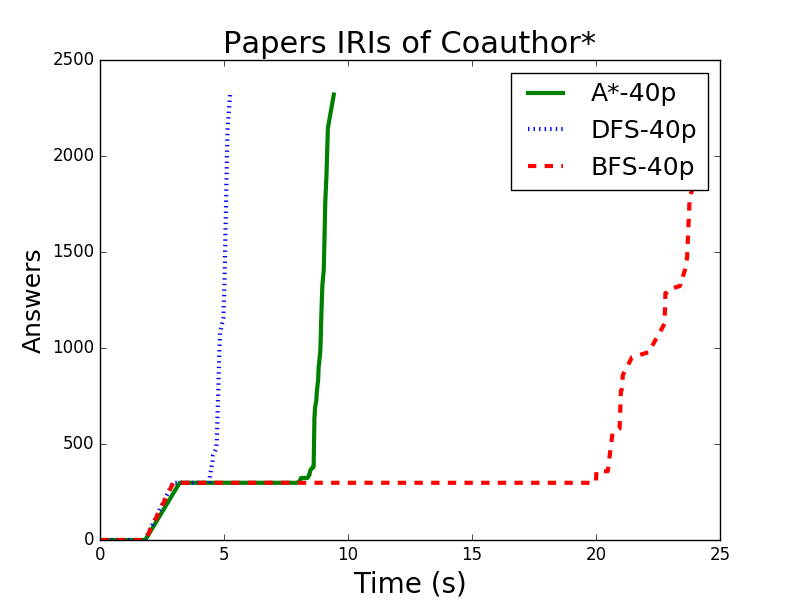 Papers IRIs of Coauthor*
2500
2000
1500
1000
500
0
Answers
A*-40p
DFS-40p
BFS-40p
0 5 10 15 20 25
Time (s)